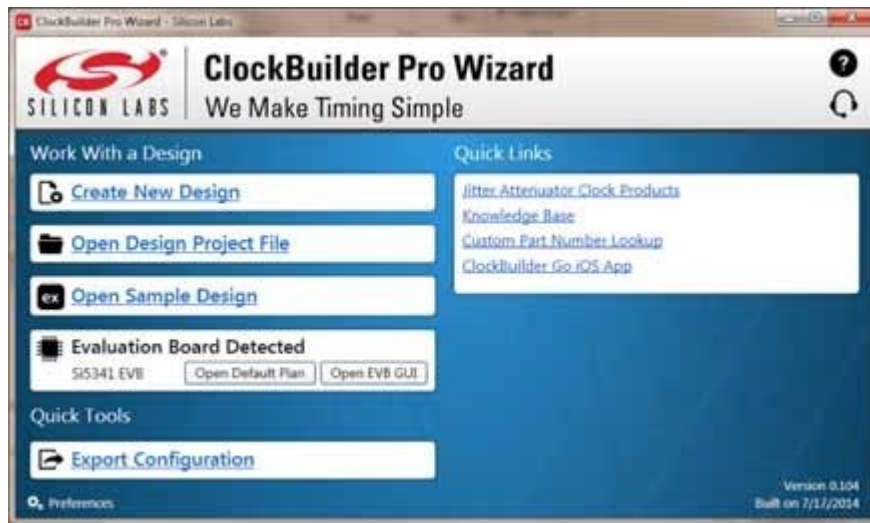 ClockBuilder Pro Wizard - Silicon Labs
SILICON LABS
ClockBuilder Pro Wizard
We Make Timing Simple
Work With a Design
Create New Design
Open Design Project File
ex Open Sample Design
Evaluation Board Detected
Si5341 EVB Open Default Plan Open EVB GUI
Quick Tools
Export Configuration
Preferences
Quick Links
Jitter Attenuator Clock Products
Knowledge Base
Custom Part Number Lookup
ClockBuilder Go iOS App
?
Version 0.104
Built on 7/17/2014